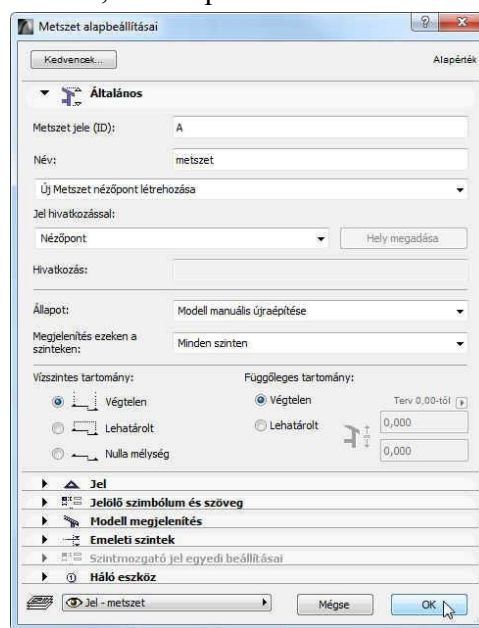 Metszet alapbeállításai
Kedvencek...
Alapérték
Általános
Metszet jele (ID):
A
Név:
metszet
Új Metszet nézőpont létrehozása
Jel hivatkozással:
Nézőpont
Hely megadása
Hivatkozás:
Állapot:
Modell manuális újraépítése
Megjelenítés ezeken a
szinteken:
Minden szinten
Vízszintes tartomány:
Függőleges tartomány:
Végtelen
Végtelen
Terv 0,00-tól
Lehatárolt
Lehatárolt
0,000
Nulla mélység
0,000
Jel
Jelölő szimbólum és szöveg
Modell megjelenítés
Emeleti szintek
Szintmozgató jel egyedi beállításai
Háló eszköz
Jel - metszet
Mégse
OK